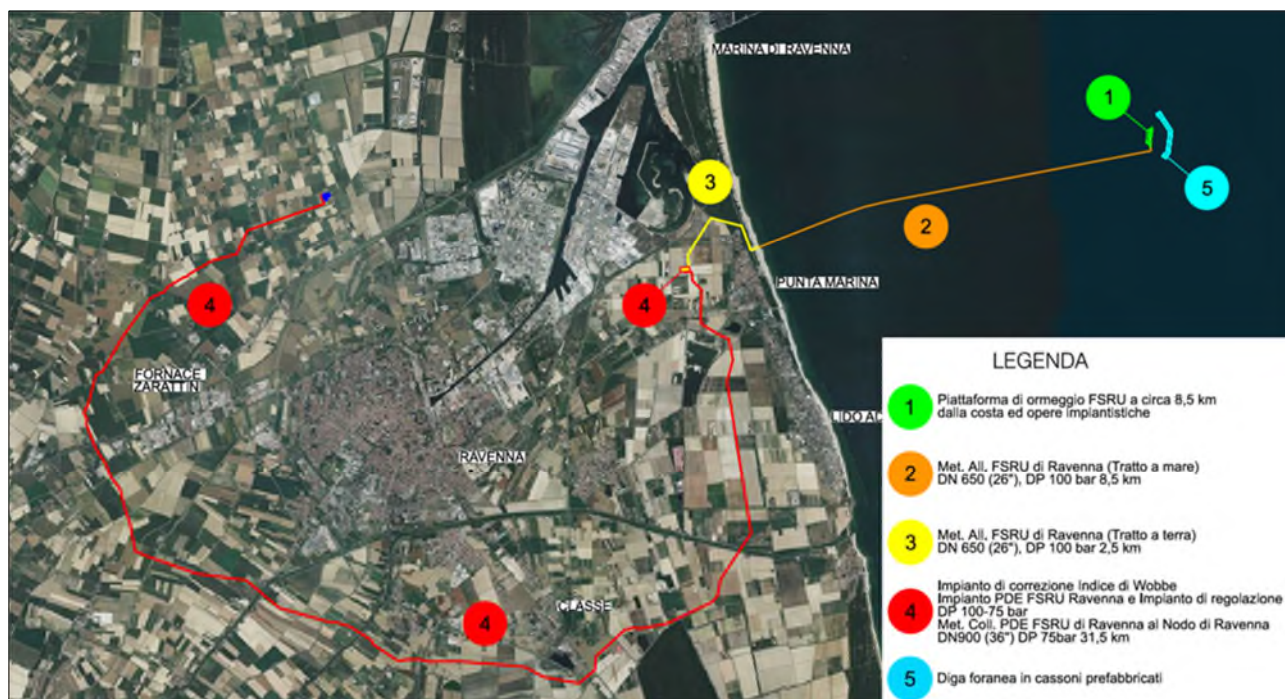 MARINA DI RAVENNA
1
5
3
2
4
PUNTA MARINA
4
FORNACE
ZARATTIN
LIDO AD
RAVENNA
CLASSE
4
LEGENDA
1
Piattaforma di ormeggio FSRU a circa 8,5 km
dalla costa ed opere impiantistiche
2
Met. All. FSRU di Ravenna (Tratto a mare)
DN 650 (26"), DP 100 bar 8,5 km
3
Met. All. FSRU di Ravenna (Tratto a terra)
DN 650 (26"), DP 100 bar 2,5 km
4
Impianto di correzione Indice di Wobbe
Impianto PDE FSRU Ravenna e Impianto di regolazione
DP 100-75 bar
Met. Coll. PDE FSRU di Ravenna al Nodo di Ravenna
DN900 (36") DP 75bar 31,5 km
5
Diga foranea in cassoni prefabbricati